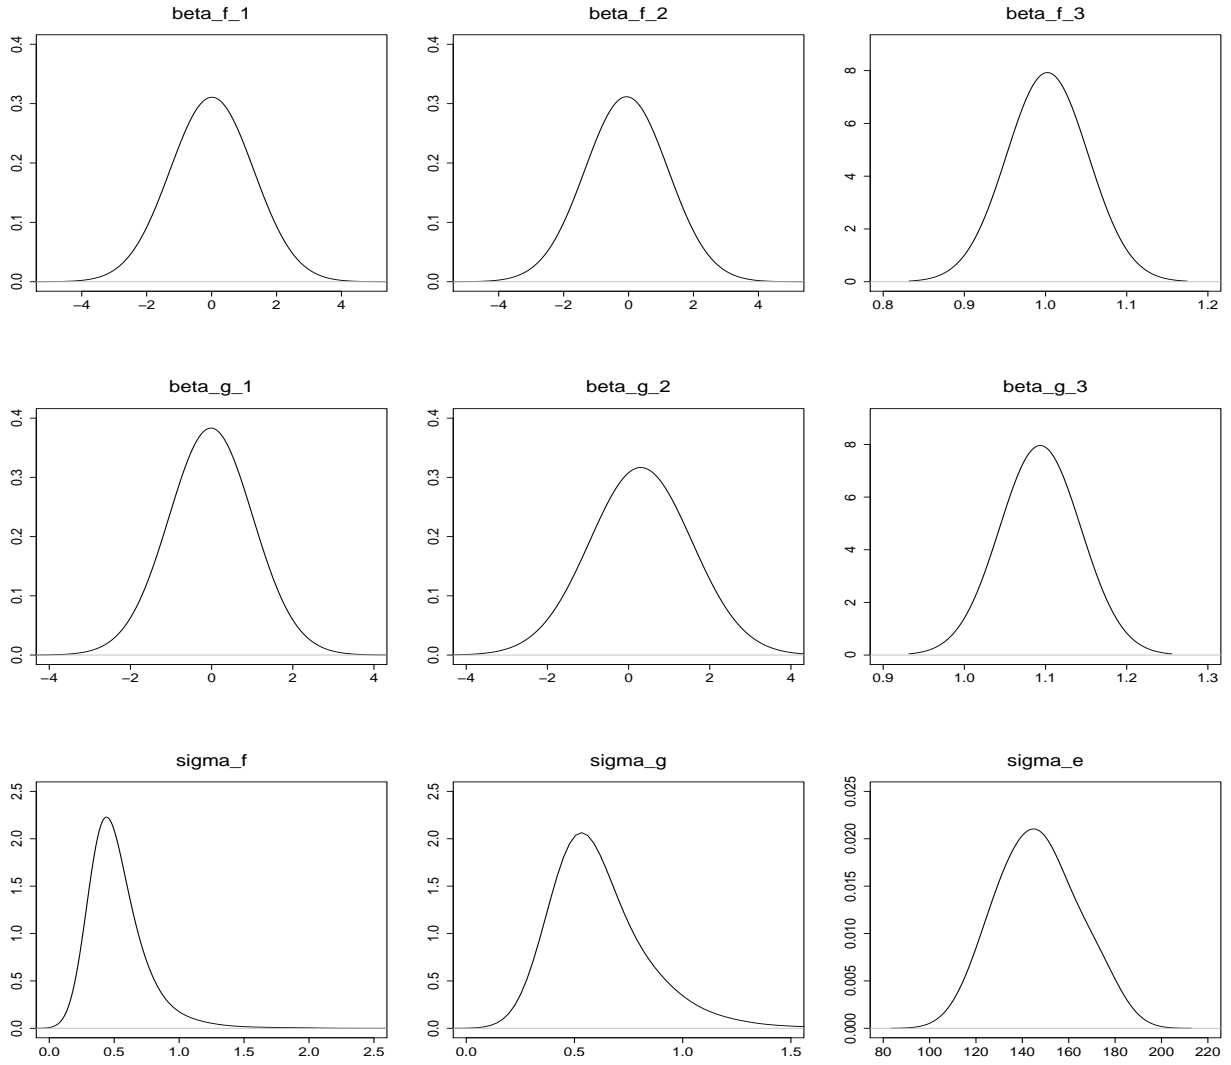 beta_f_1 beta_f_2 beta_f_3
0.4 0.4
8
0.3 0.3
6
0.2 0.2
4
0.1 0.1
2
0.0 0.0 0
−4 −2 0 2 4 −4 −2 0 2 4 0.8 0.9 1.0 1.1 1.2
beta_g_1 beta_g_2 beta_g_3
0.4 0.4
8
0.3 0.3
6
0.2 0.2
4
0.1 0.1
2
0.0 0.0 0
−4 −2 0 2 4 −4 −2 0 2 4 0.9 1.0 1.1 1.2 1.3
sigma_f sigma_g sigma_e
2.5 2.5 0.025
2.0 2.0 0.020
1.5 1.5 0.015
1.0 1.0 0.010
0.5 0.5 0.005
0.0 0.0 0.000
0.0 0.5 1.0 1.5 2.0 2.5 0.0 0.5 1.0 1.5 80 100 120 140 160 180 200 220